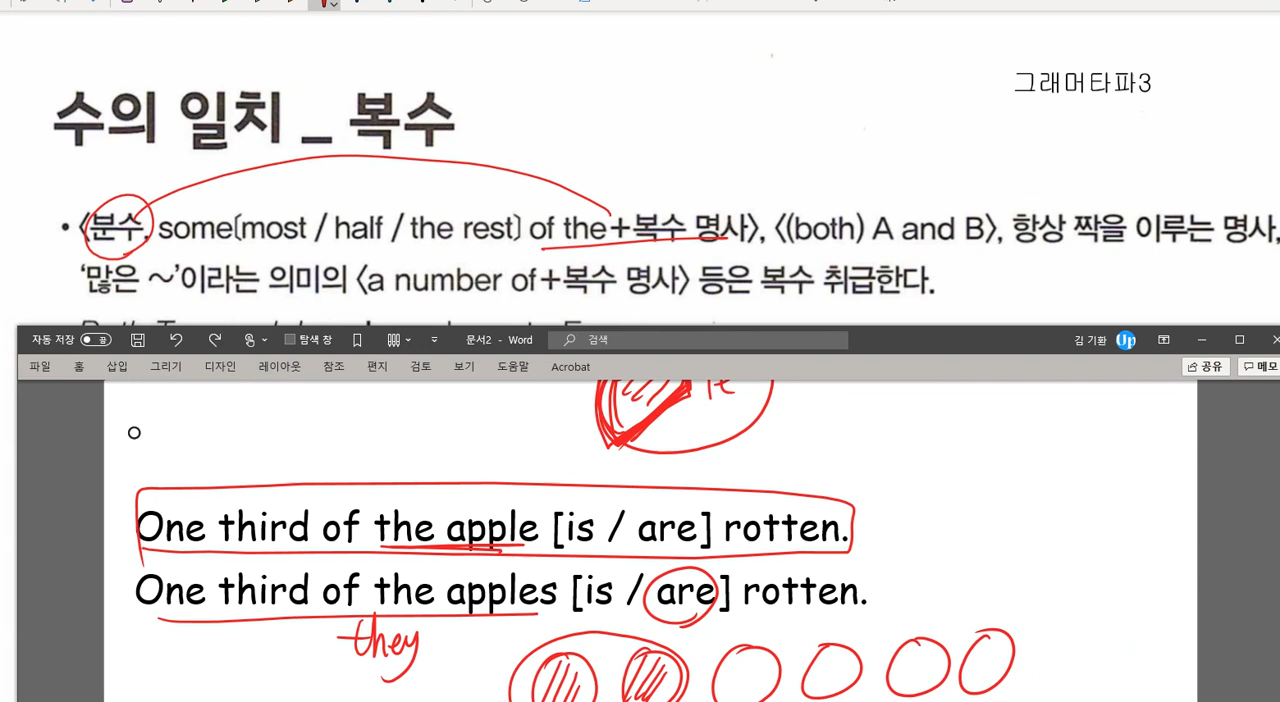 그래머타파3
수의 일치 _ 복수
• 〈분수, some[most / half / the rest] of the+복수 명사〉, 〈(both) A and B〉, 항상 짝을 이루는 명사,
'많은 ~'이라는 의미의 〈a number of+복수 명사〉 등은 복수 취급한다.
자동 저장 끔 탐색 창 문서2 - Word 검색 김 기환 Up
파일 홈 삽입 그리기 디자인 레이아웃 참조 편지 검토 보기 도움말 Acrobat 공유 메모
it
One third of the apple [is / are] rotten.
One third of the apples [is / are] rotten.
they